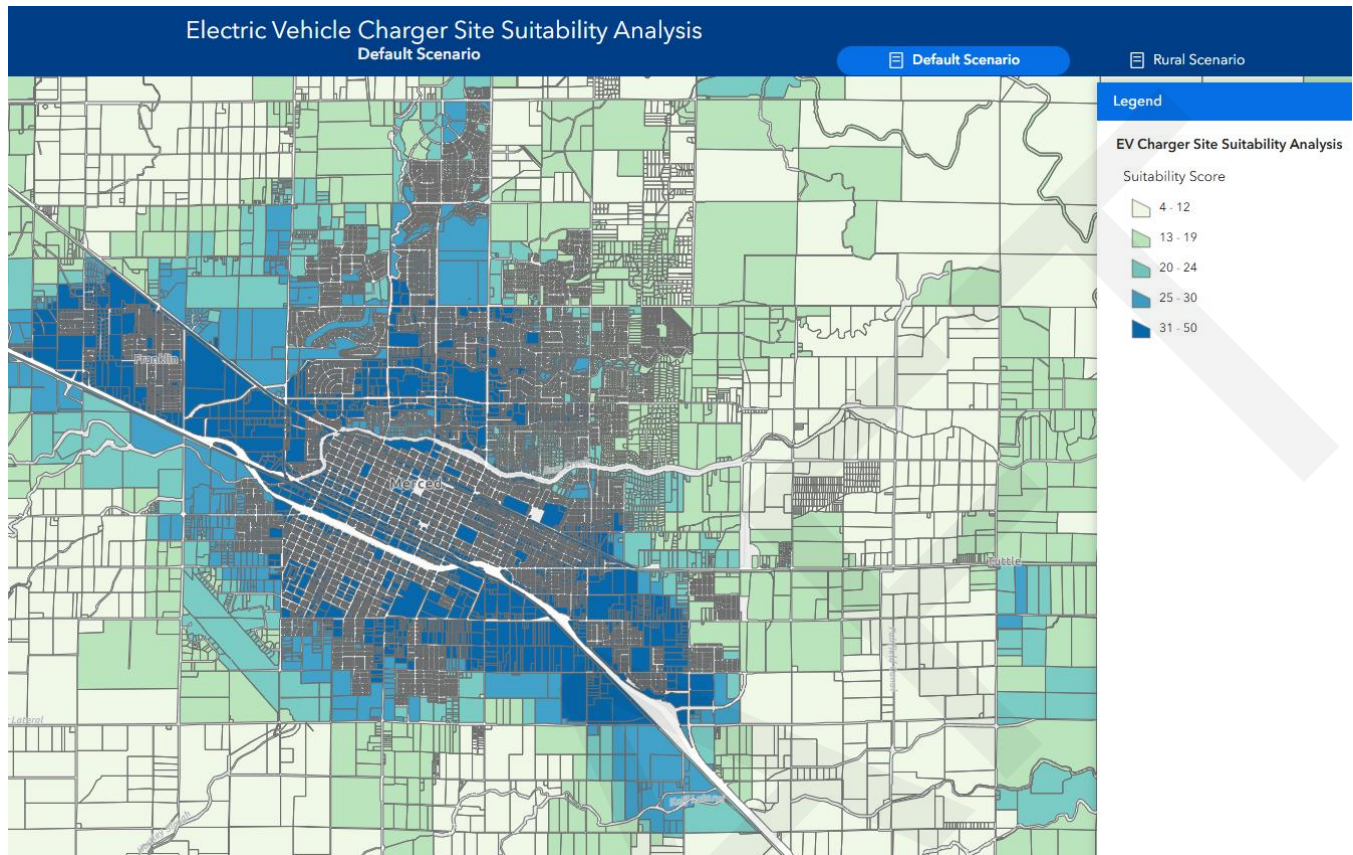 Electric Vehicle Charger Site Suitability Analysis
Default Scenario
Default Scenario
Rural Scenario
Legend
EV Charger Site Suitability Analysis
Suitability Score
4 - 12
13 - 19
20 - 24
25 - 30
31 - 50
Franklin
Merced
Tuttle
Lateral